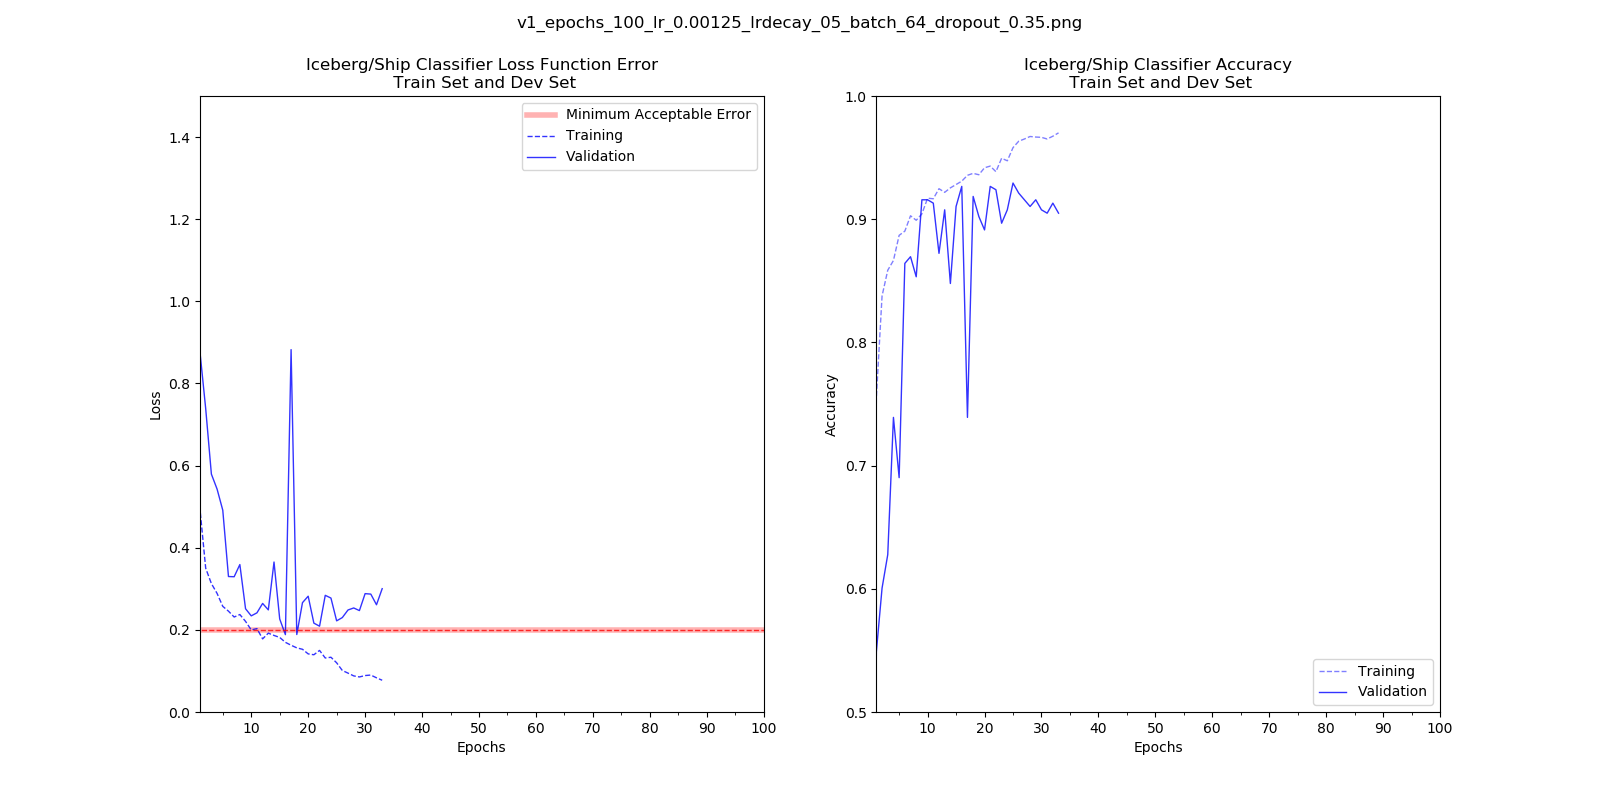 v1_epochs_100_lr_0.00125_lrdecay_05_batch_64_dropout_0.35.png
Iceberg/Ship Classifier Loss Function Error
Train Set and Dev Set
Minimum Acceptable Error
Training
Validation
1.4
1.2
1.0
0.8
0.6
0.4
0.2
0.0
Loss
10 20 30 40 50 60 70 80 90 100
Epochs
Iceberg/Ship Classifier Accuracy
Train Set and Dev Set
1.0
0.9
0.8
0.7
0.6
0.5
Accuracy
Training
Validation
10 20 30 40 50 60 70 80 90 100
Epochs